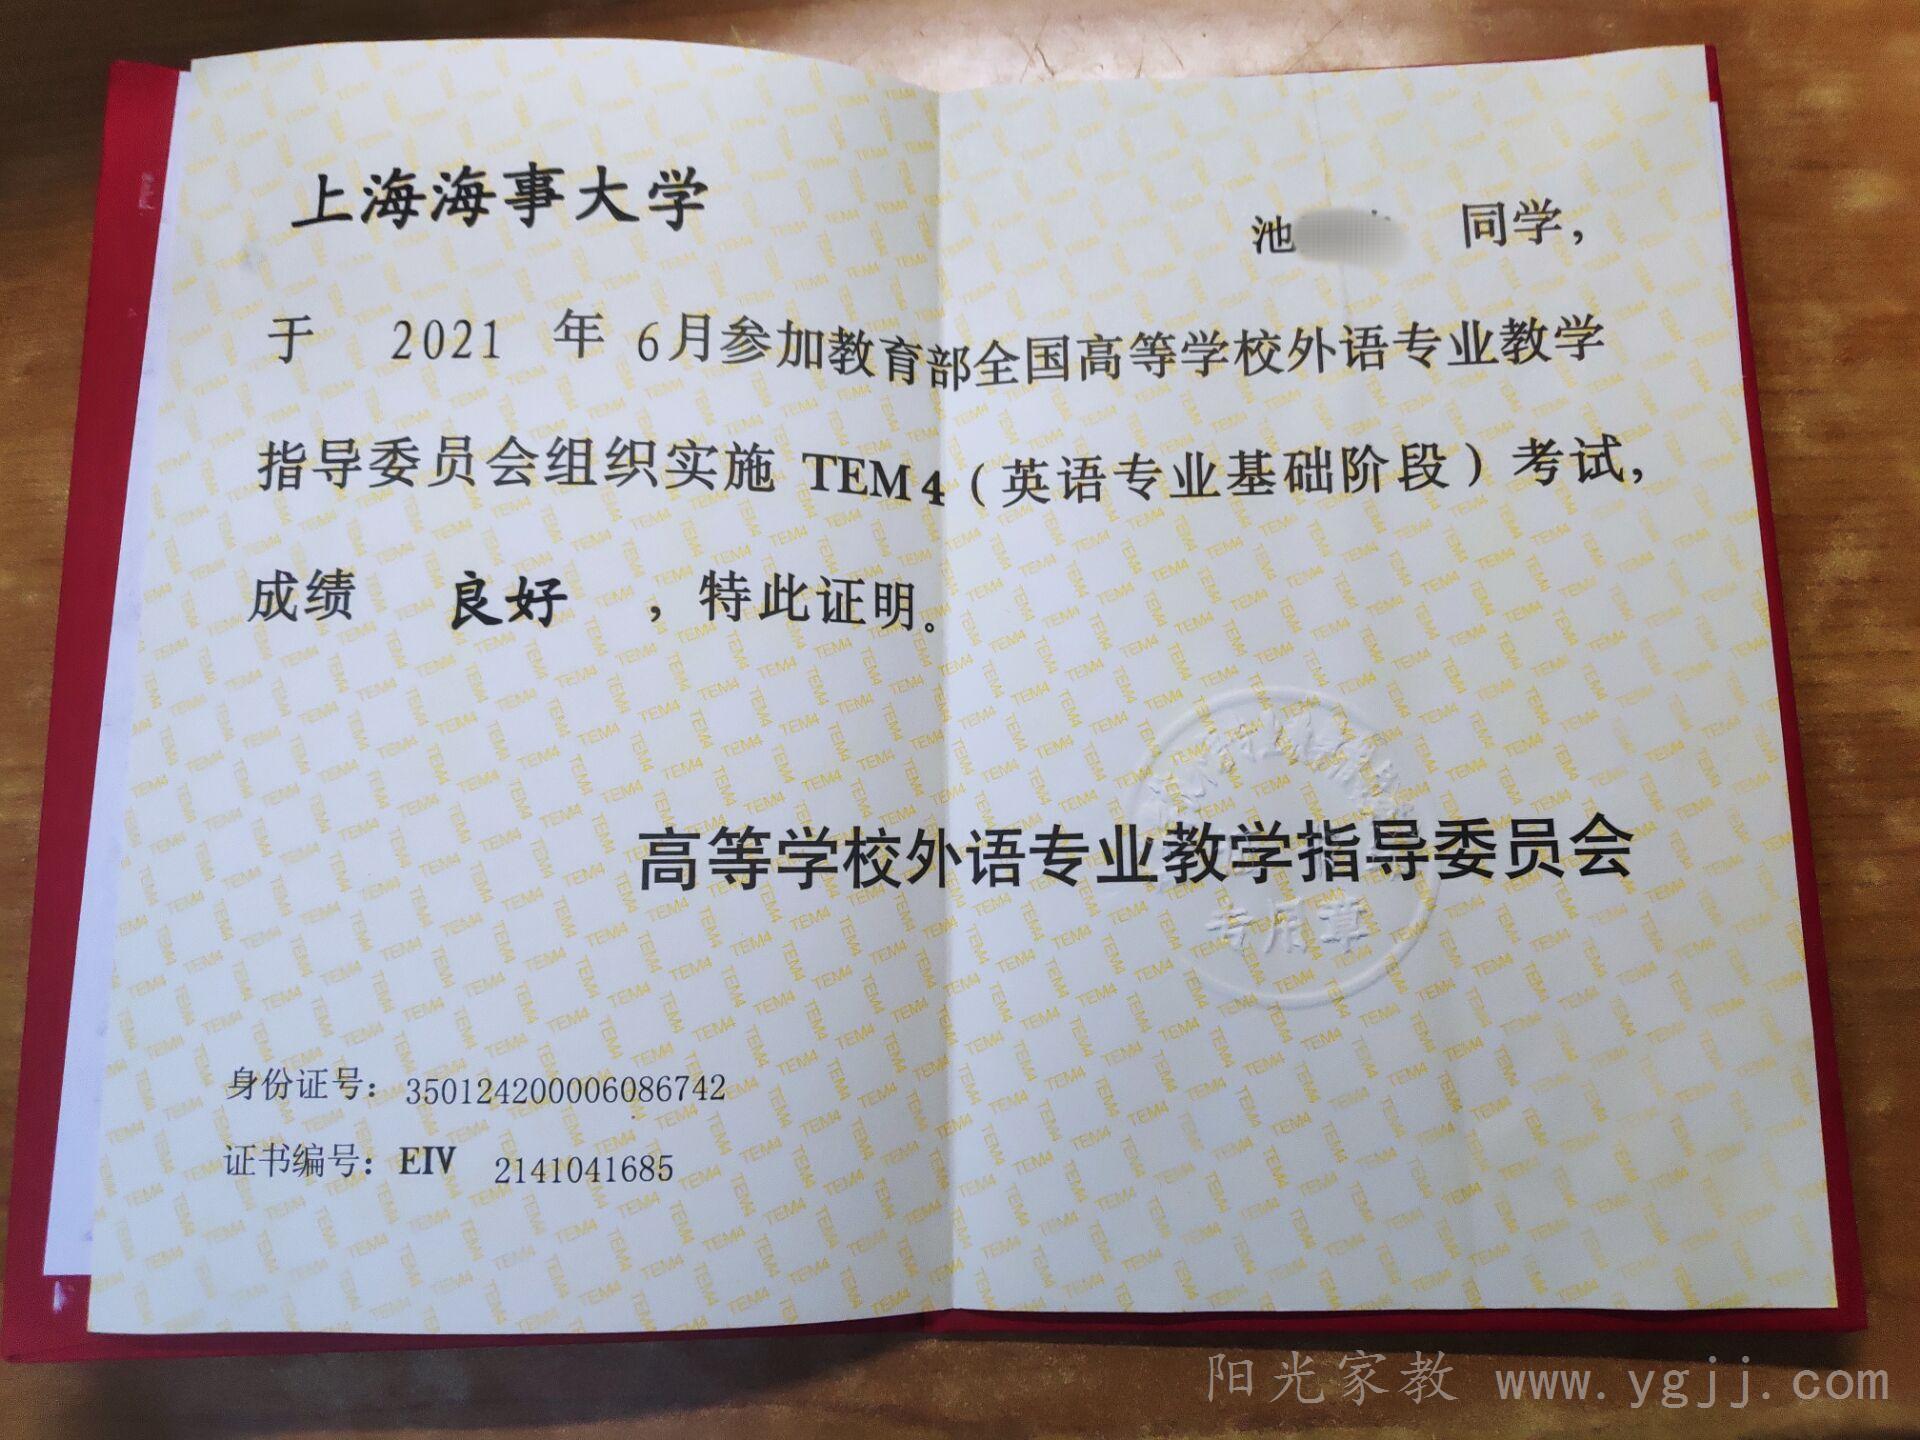 上海海事大学 池 同学，
于 2021 年 6月参加教育部全国高等学校外语专业教学
指导委员会组织实施 TEM4（英语专业基础阶段）考试，
成绩 良好 ，特此证明。
高等学校外语专业教学指导委员会
专用章
身份证号：350124200006086742
证书编号：EIV 2141041685
阳光家教 www.ygjj.com